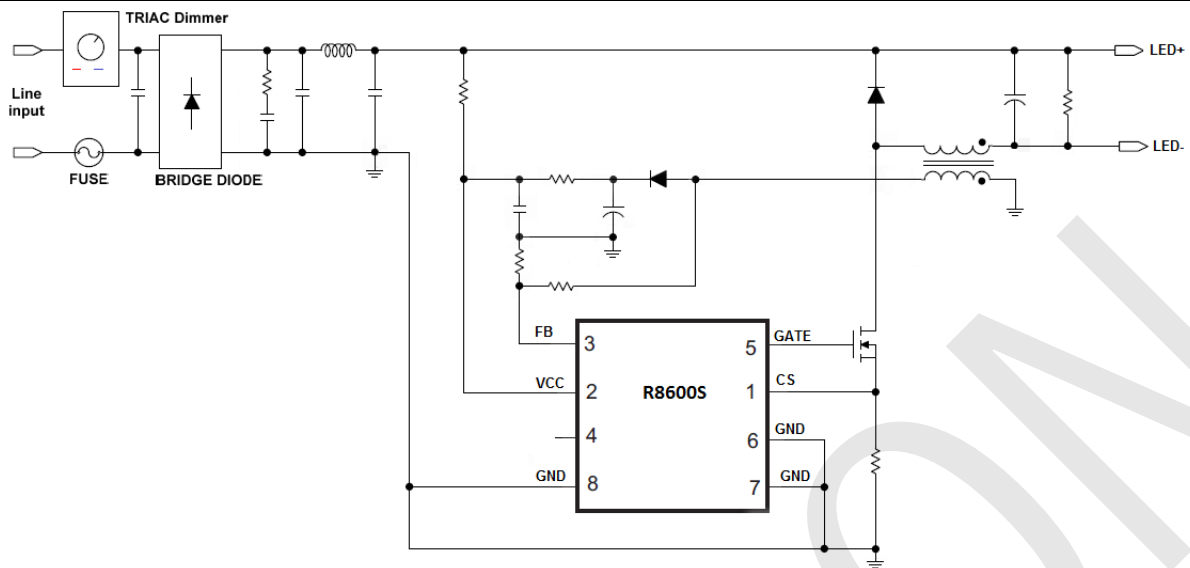 TRIAC Dimmer
LED+
Line
input
LED-
FUSE
BRIDGE DIODE
FB
3
5
GATE
VCC
2
R8600S
1
CS
4
6
GND
GND
8
7
GND
ON